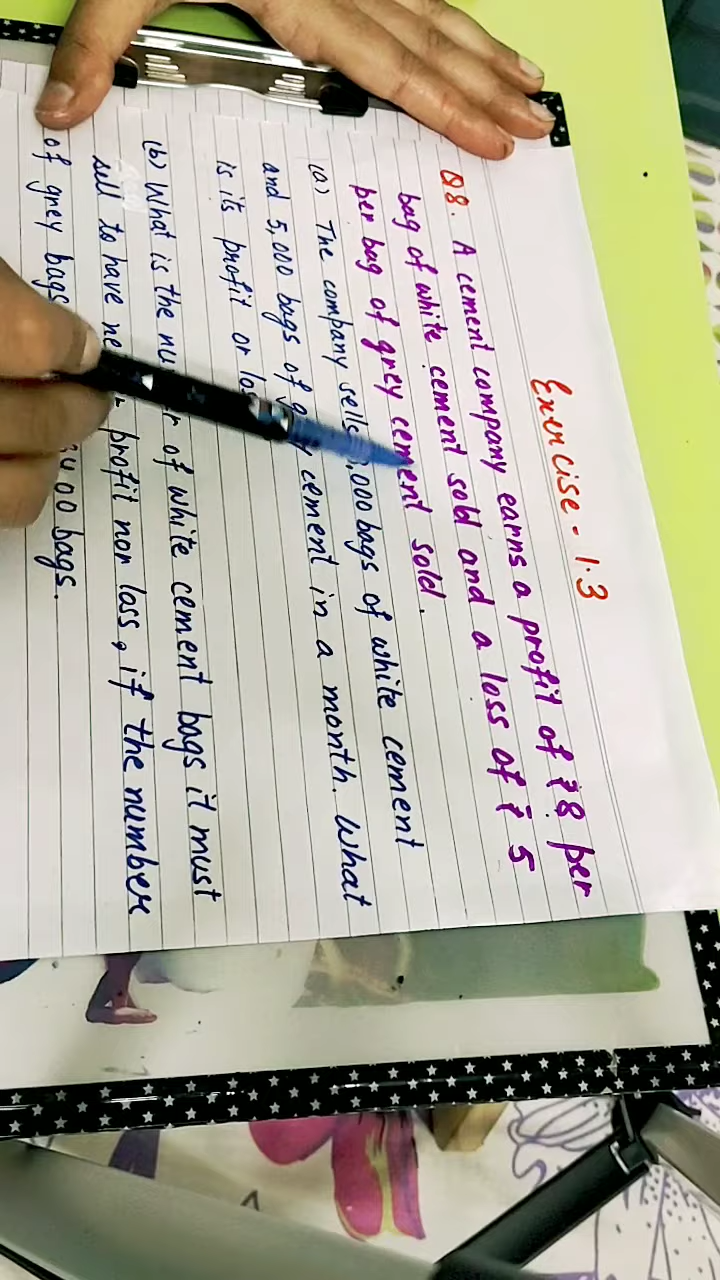 Exercise - 1.3
Q8. A cement company earns a profit of ₹8 per
bag of white cement sold and a loss of ₹ 5
per bag of grey cement sold.
(a) The company sells ,000 bags of white cement
and 5,000 bags of cement in a month. What
is its profit or
(b) What is the of white cement bags it must
sell to have profit nor loss, if the number
of grey bags 400 bags.